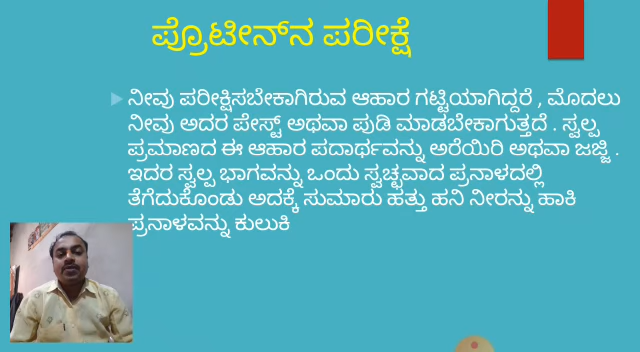 ಪ್ರೊಟೀನ್‌ನ ಪರೀಕ್ಷೆ
ನೀವು ಪರೀಕ್ಷಿಸಬೇಕಾಗಿರುವ ಆಹಾರ ಗಟ್ಟಿಯಾಗಿದ್ದರೆ , ಮೊದಲು
ನೀವು ಅದರ ಪೇಸ್ಟ್ ಅಥವಾ ಪುಡಿ ಮಾಡಬೇಕಾಗುತ್ತದೆ . ಸ್ವಲ್ಪ
ಪ್ರಮಾಣದ ಈ ಆಹಾರ ಪದಾರ್ಥವನ್ನು ಅರೆಯಿರಿ ಅಥವಾ ಜಜ್ಜಿ .
ಇದರ ಸ್ವಲ್ಪ ಭಾಗವನ್ನು ಒಂದು ಸ್ವಚ್ಛವಾದ ಪ್ರನಾಳದಲ್ಲಿ
ತೆಗೆದುಕೊಂಡು ಅದಕ್ಕೆ ಸುಮಾರು ಹತ್ತು ಹನಿ ನೀರನ್ನು ಹಾಕಿ
ಪ್ರನಾಳವನ್ನು ಕುಲುಕಿ